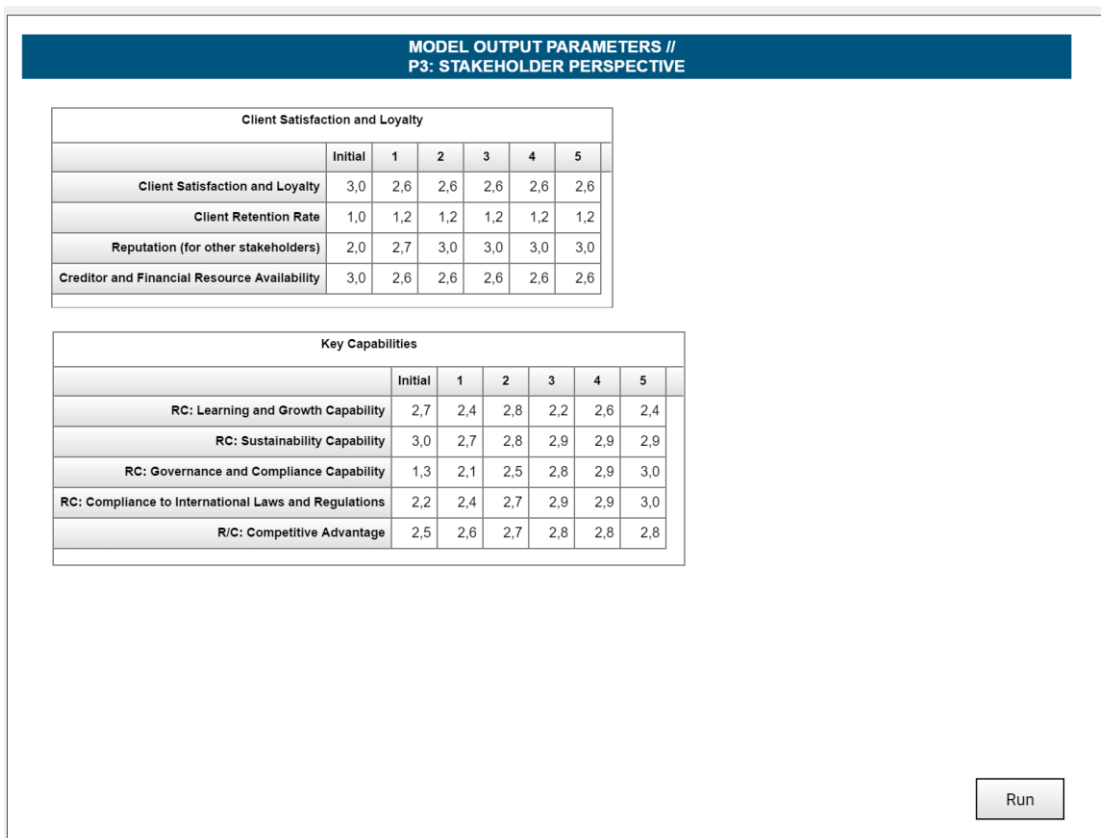 MODEL OUTPUT PARAMETERS //
P3: STAKEHOLDER PERSPECTIVE
Client Satisfaction and Loyalty
Initial 1 2 3 4 5
Client Satisfaction and Loyalty 3,0 2,6 2,6 2,6 2,6 2,6
Client Retention Rate 1,0 1,2 1,2 1,2 1,2 1,2
Reputation (for other stakeholders) 2,0 2,7 3,0 3,0 3,0 3,0
Creditor and Financial Resource Availability 3,0 2,6 2,6 2,6 2,6 2,6
Key Capabilities
Initial 1 2 3 4 5
RC: Learning and Growth Capability 2,7 2,4 2,8 2,2 2,6 2,4
RC: Sustainability Capability 3,0 2,7 2,8 2,9 2,9 2,9
RC: Governance and Compliance Capability 1,3 2,1 2,5 2,8 2,9 3,0
RC: Compliance to International Laws and Regulations 2,2 2,4 2,7 2,9 2,9 3,0
R/C: Competitive Advantage 2,5 2,6 2,7 2,8 2,8 2,8
Run